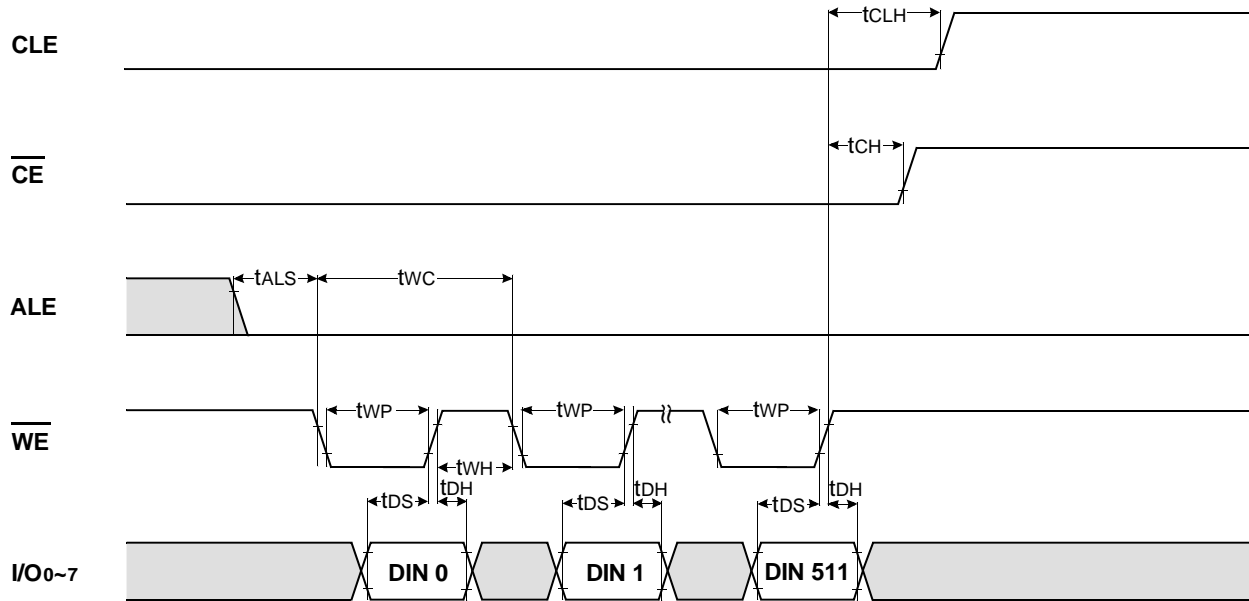 CLE
tCLH
CE
tCH
ALE
tALS
tWC
WE
tWP
tWP
tWP
tWH
tDH
tDS
tDS
tDH
tDS
tDH
I/O0~7
DIN 0
DIN 1
DIN 511